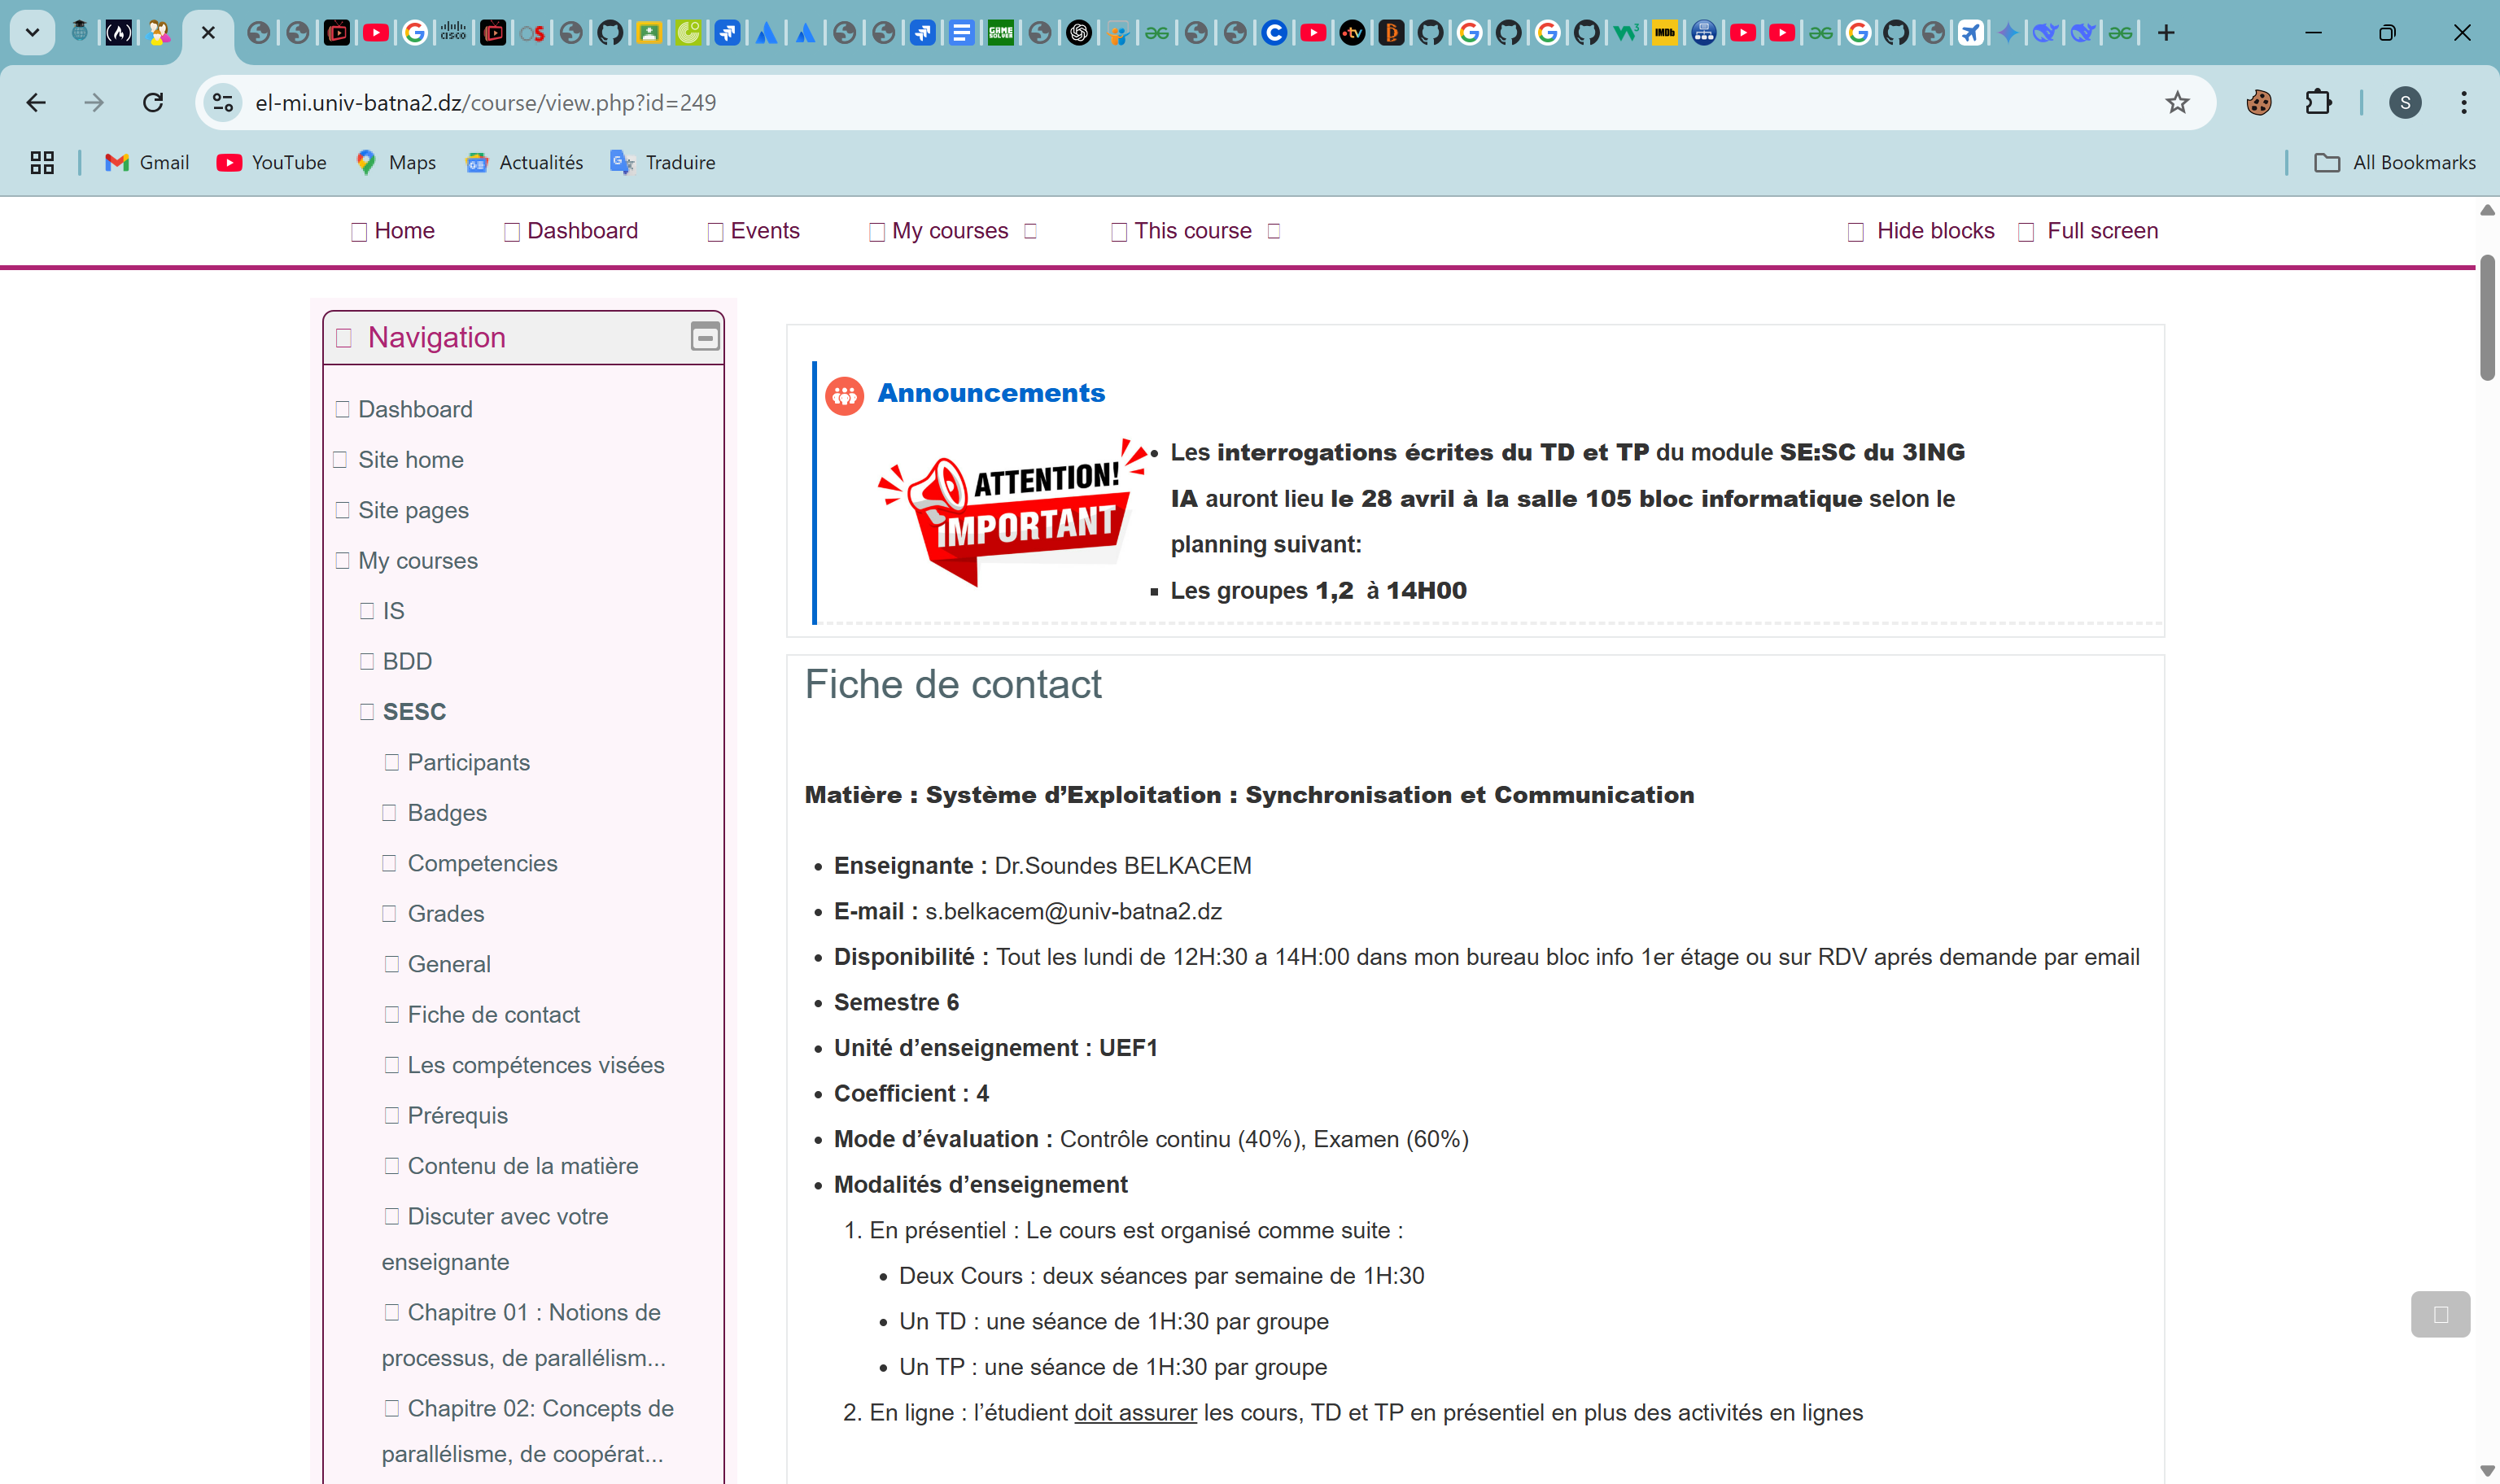 el-mi.univ-batna2.dz/course/view.php?id=249
S
Gmail
YouTube
Maps
Actualités
Traduire
All Bookmarks
Home
Dashboard
Events
My courses
This course
Hide blocks
Full screen
Navigation
Dashboard
Site home
Site pages
My courses
IS
BDD
SESC
Participants
Badges
Competencies
Grades
General
Fiche de contact
Les compétences visées
Prérequis
Contenu de la matière
Discuter avec votre
enseignante
Chapitre 01 : Notions de
processus, de parallélism...
Chapitre 02: Concepts de
parallélisme, de coopérat...
Announcements
ATTENTION!
IMPORTANT
Les interrogations écrites du TD et TP du module SE:SC du 3ING
IA auront lieu le 28 avril à la salle 105 bloc informatique selon le
planning suivant:
Les groupes 1,2 à 14H00
Fiche de contact
Matière : Système d’Exploitation : Synchronisation et Communication
Enseignante : Dr.Soundes BELKACEM
E-mail : s.belkacem@univ-batna2.dz
Disponibilité : Tout les lundi de 12H:30 a 14H:00 dans mon bureau bloc info 1er étage ou sur RDV aprés demande par email
Semestre 6
Unité d’enseignement : UEF1
Coefficient : 4
Mode d’évaluation : Contrôle continu (40%), Examen (60%)
Modalités d’enseignement
1. En présentiel : Le cours est organisé comme suite :
Deux Cours : deux séances par semaine de 1H:30
Un TD : une séance de 1H:30 par groupe
Un TP : une séance de 1H:30 par groupe
2. En ligne : l’étudient doit assurer les cours, TD et TP en présentiel en plus des activités en lignes